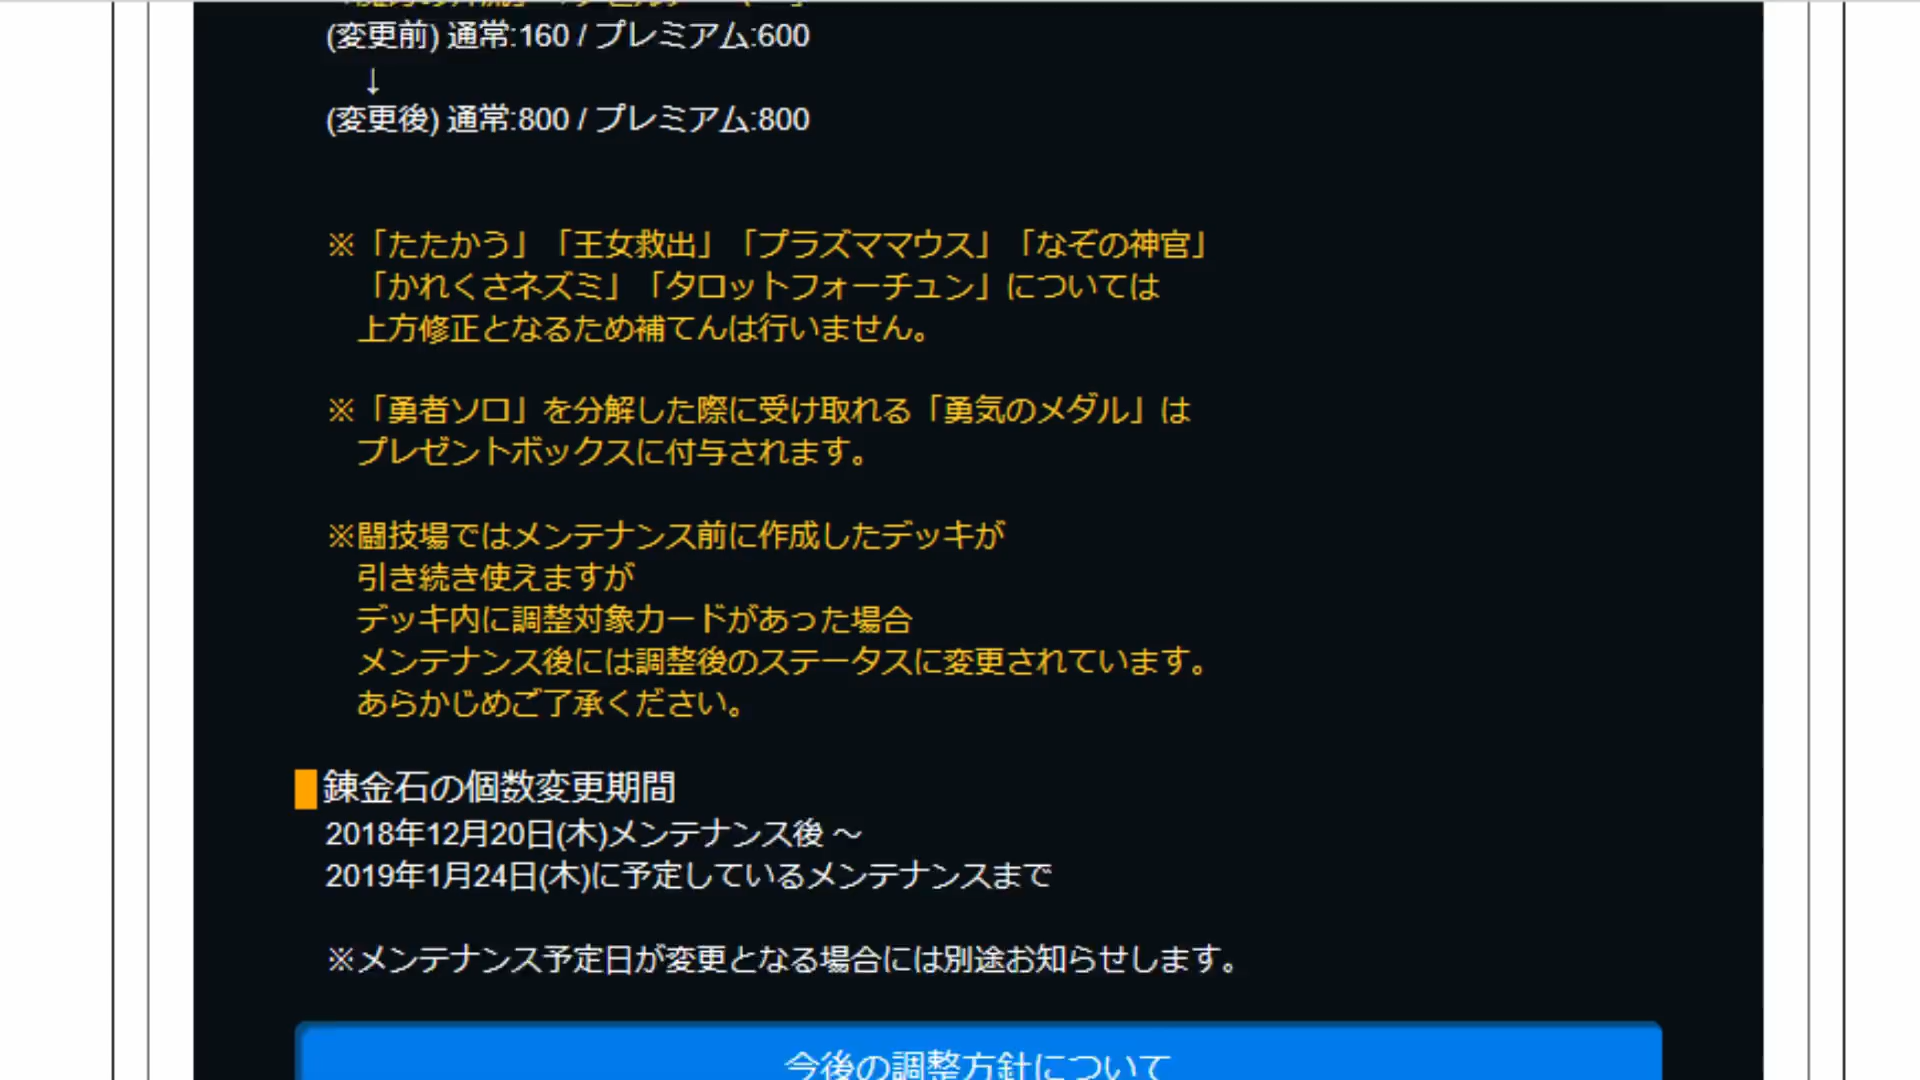 (変更前) 通常:160 / プレミアム:600
↓
(変更後) 通常:800 / プレミアム:800
※「たたかう」「王女救出」「プラズママウス」「なぞの神官」
「かれくさネズミ」「タロットフォーチュン」については
上方修正となるため補てんは行いません。
※「勇者ソロ」を分解した際に受け取れる「勇気のメダル」は
プレゼントボックスに付与されます。
※闘技場ではメンテナンス前に作成したデッキが
引き続き使えますが
デッキ内に調整対象カードがあった場合
メンテナンス後には調整後のステータスに変更されています。
あらかじめご了承ください。
錬金石の個数変更期間
2018年12月20日(木)メンテナンス後 ～
2019年1月24日(木)に予定しているメンテナンスまで
※メンテナンス予定日が変更となる場合には別途お知らせします。
今後の調整方針について